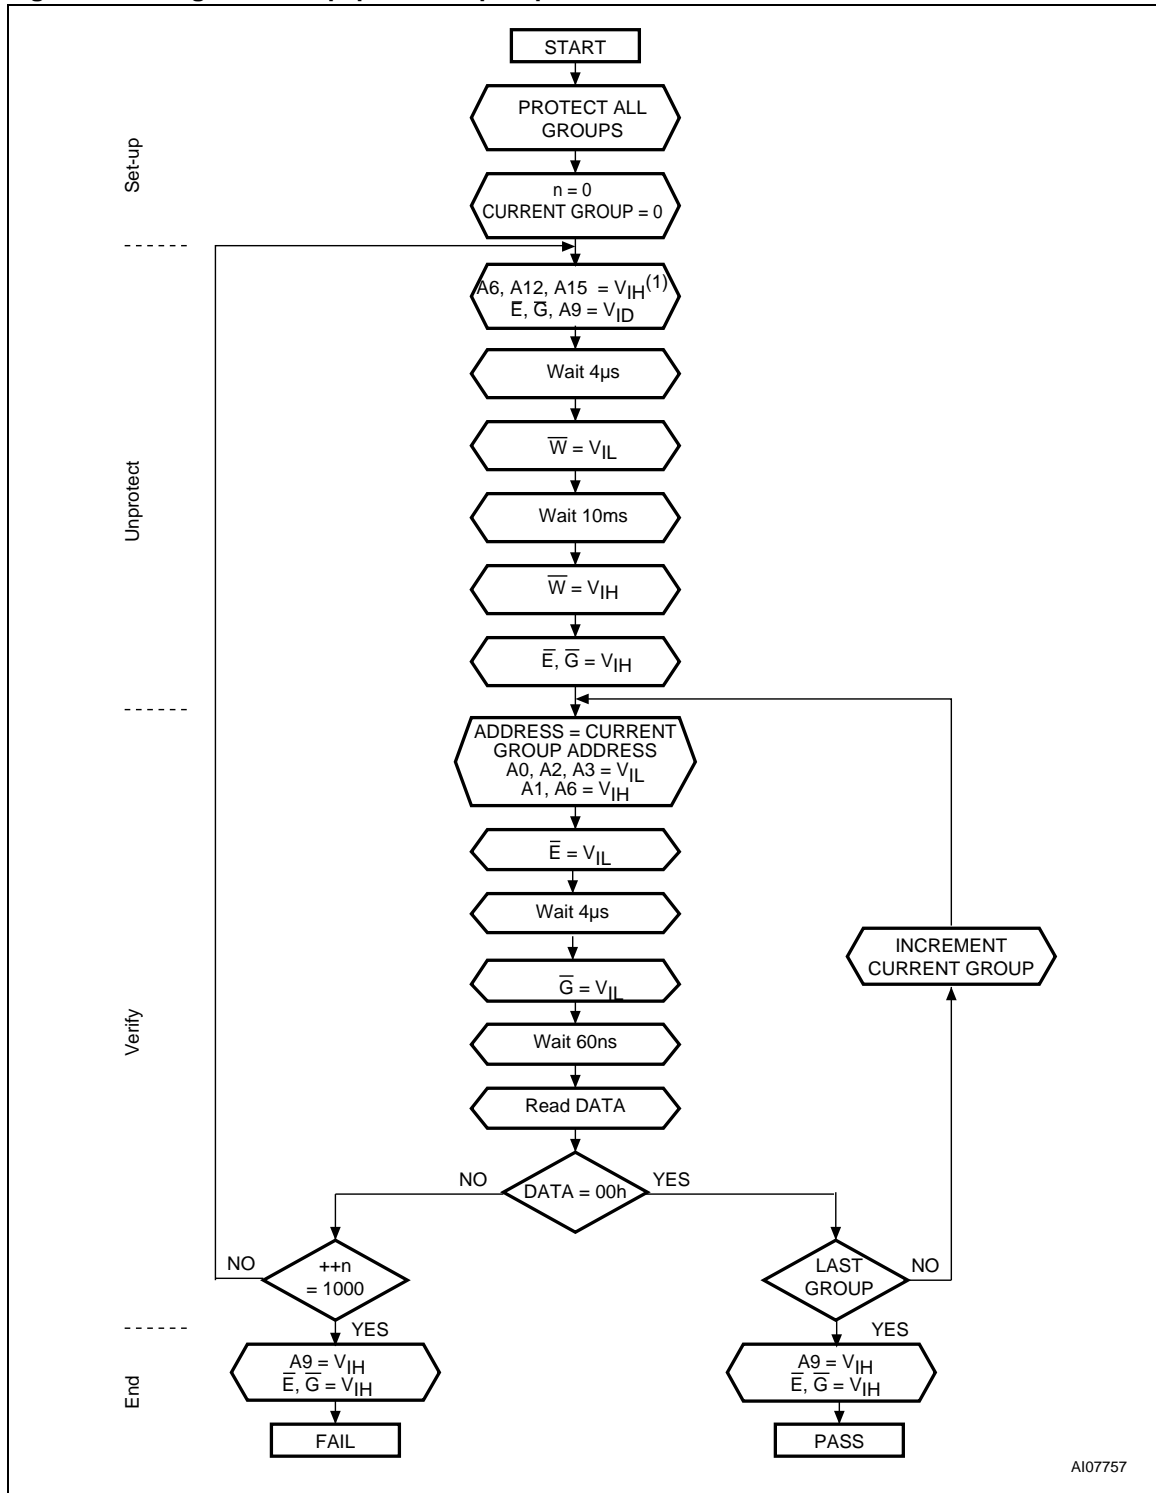 START
PROTECT ALL
GROUPS
Set-up
n = 0
CURRENT GROUP = 0
A6, A12, A15 = VIH(1)
E̅, G̅, A9 = VID
Wait 4µs
W̅ = VIL
Unprotect
Wait 10ms
W̅ = VIH
E̅, G̅ = VIH
ADDRESS = CURRENT
GROUP ADDRESS
A0, A2, A3 = VIL
A1, A6 = VIH
E̅ = VIL
Wait 4µs
INCREMENT
CURRENT GROUP
G̅ = VIL
Verify
Wait 60ns
Read DATA
NO
DATA = 00h
YES
NO
++n
= 1000
LAST
GROUP
NO
YES
YES
End
A9 = VIH
E̅, G̅ = VIH
A9 = VIH
E̅, G̅ = VIH
FAIL
PASS
AI07757